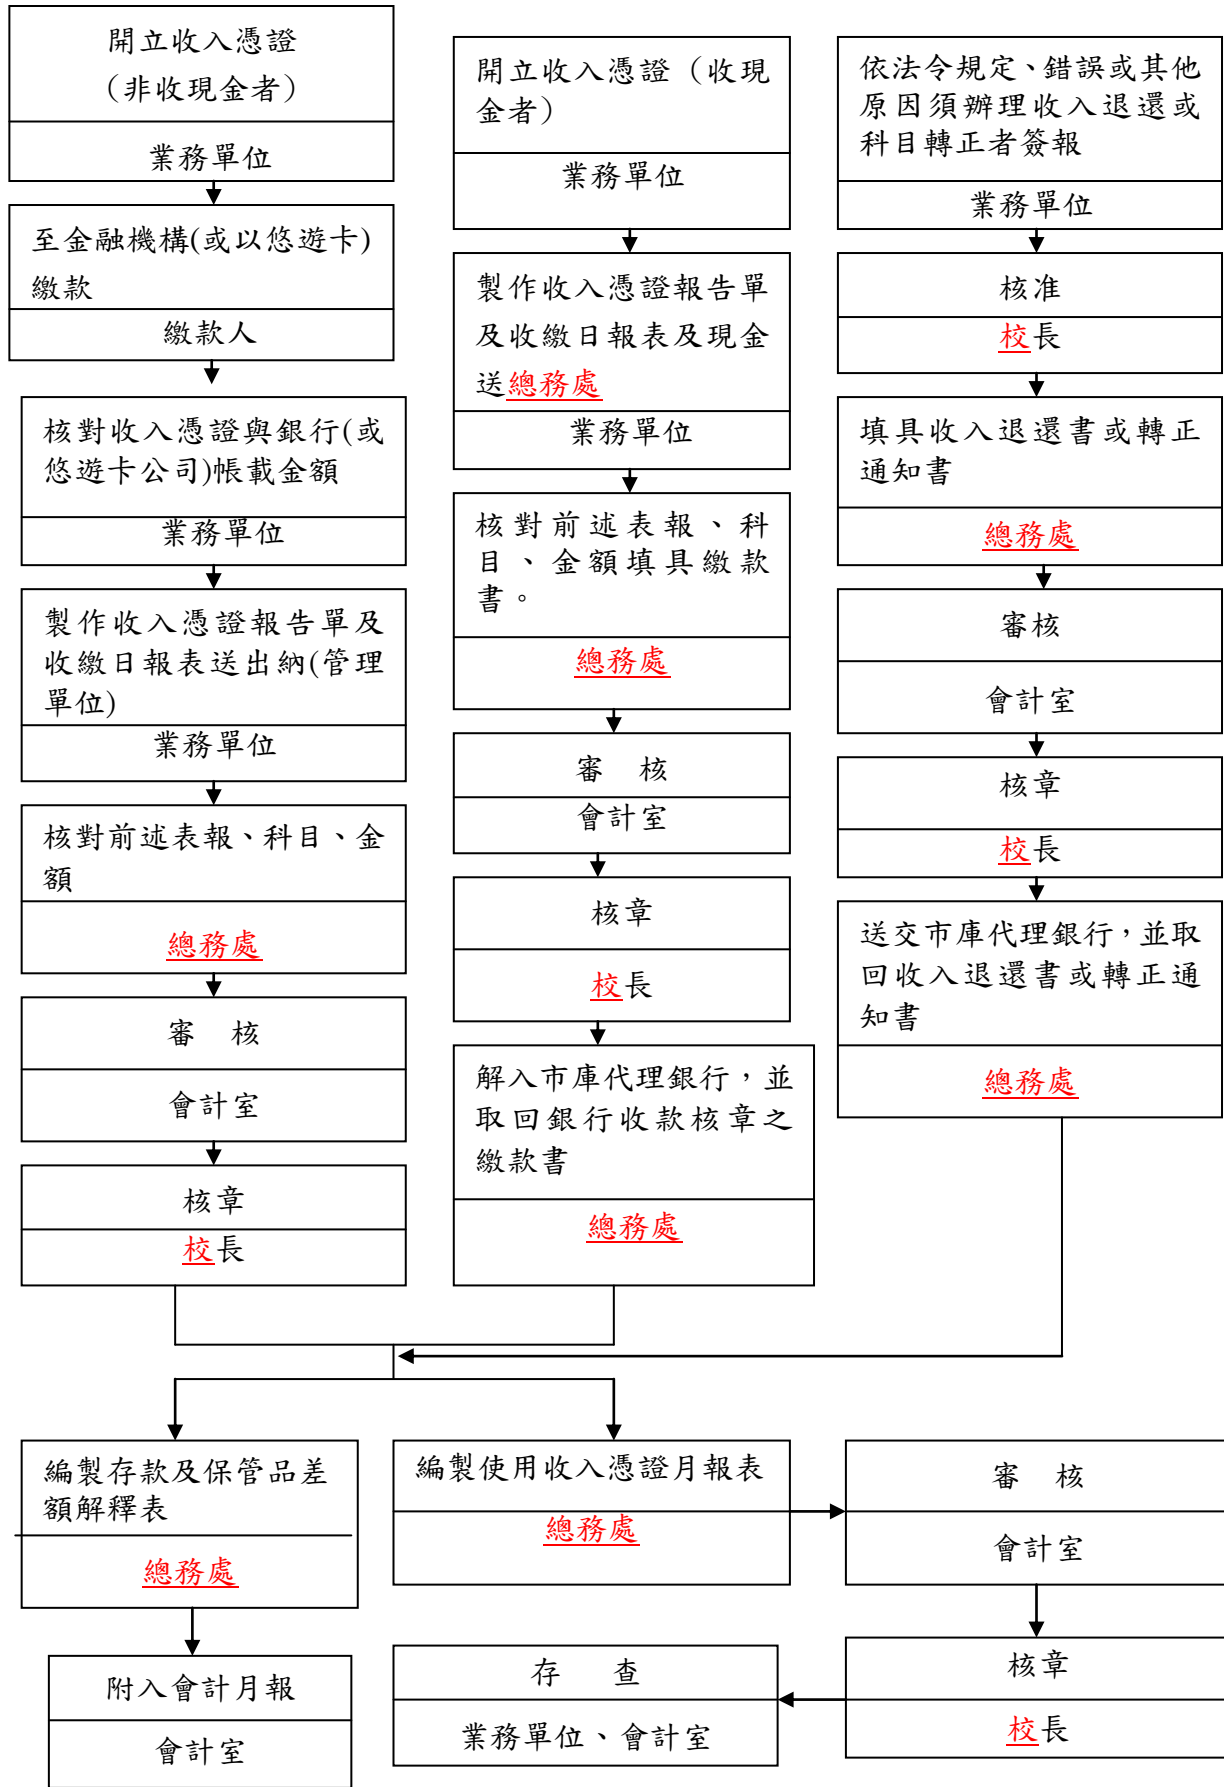 開立收入憑證
（非收現金者）
業務單位
至金融機構(或以悠遊卡)
繳款
繳款人
核對收入憑證與銀行(或
悠遊卡公司)帳載金額
業務單位
製作收入憑證報告單及
收繳日報表送出納(管理
單位)
業務單位
核對前述表報、科目、金
額
總務處
審　核
會計室
核章
校長
開立收入憑證（收現
金者）
業務單位
製作收入憑證報告單
及收繳日報表及現金
送總務處
業務單位
核對前述表報、科
目、金額填具繳款
書。
總務處
審　核
會計室
核章
校長
解入市庫代理銀行，並
取回銀行收款核章之
繳款書
總務處
依法令規定、錯誤或其他
原因須辦理收入退還或
科目轉正者簽報
業務單位
核准
校長
填具收入退還書或轉正
通知書
總務處
審核
會計室
核章
校長
送交市庫代理銀行，並取
回收入退還書或轉正通
知書
總務處
編製存款及保管品差
額解釋表
總務處
附入會計月報
會計室
編製使用收入憑證月報表
總務處
審　核
會計室
核章
校長
存　查
業務單位、會計室